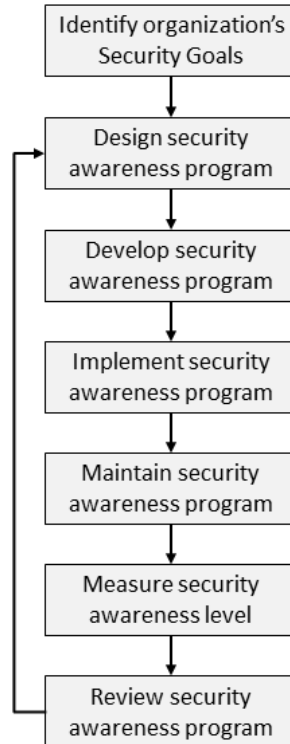 Identify organization's
Security Goals
Design security
awareness program
Develop security
awareness program
Implement security
awareness program
Maintain security
awareness program
Measure security
awareness level
Review security
awareness program